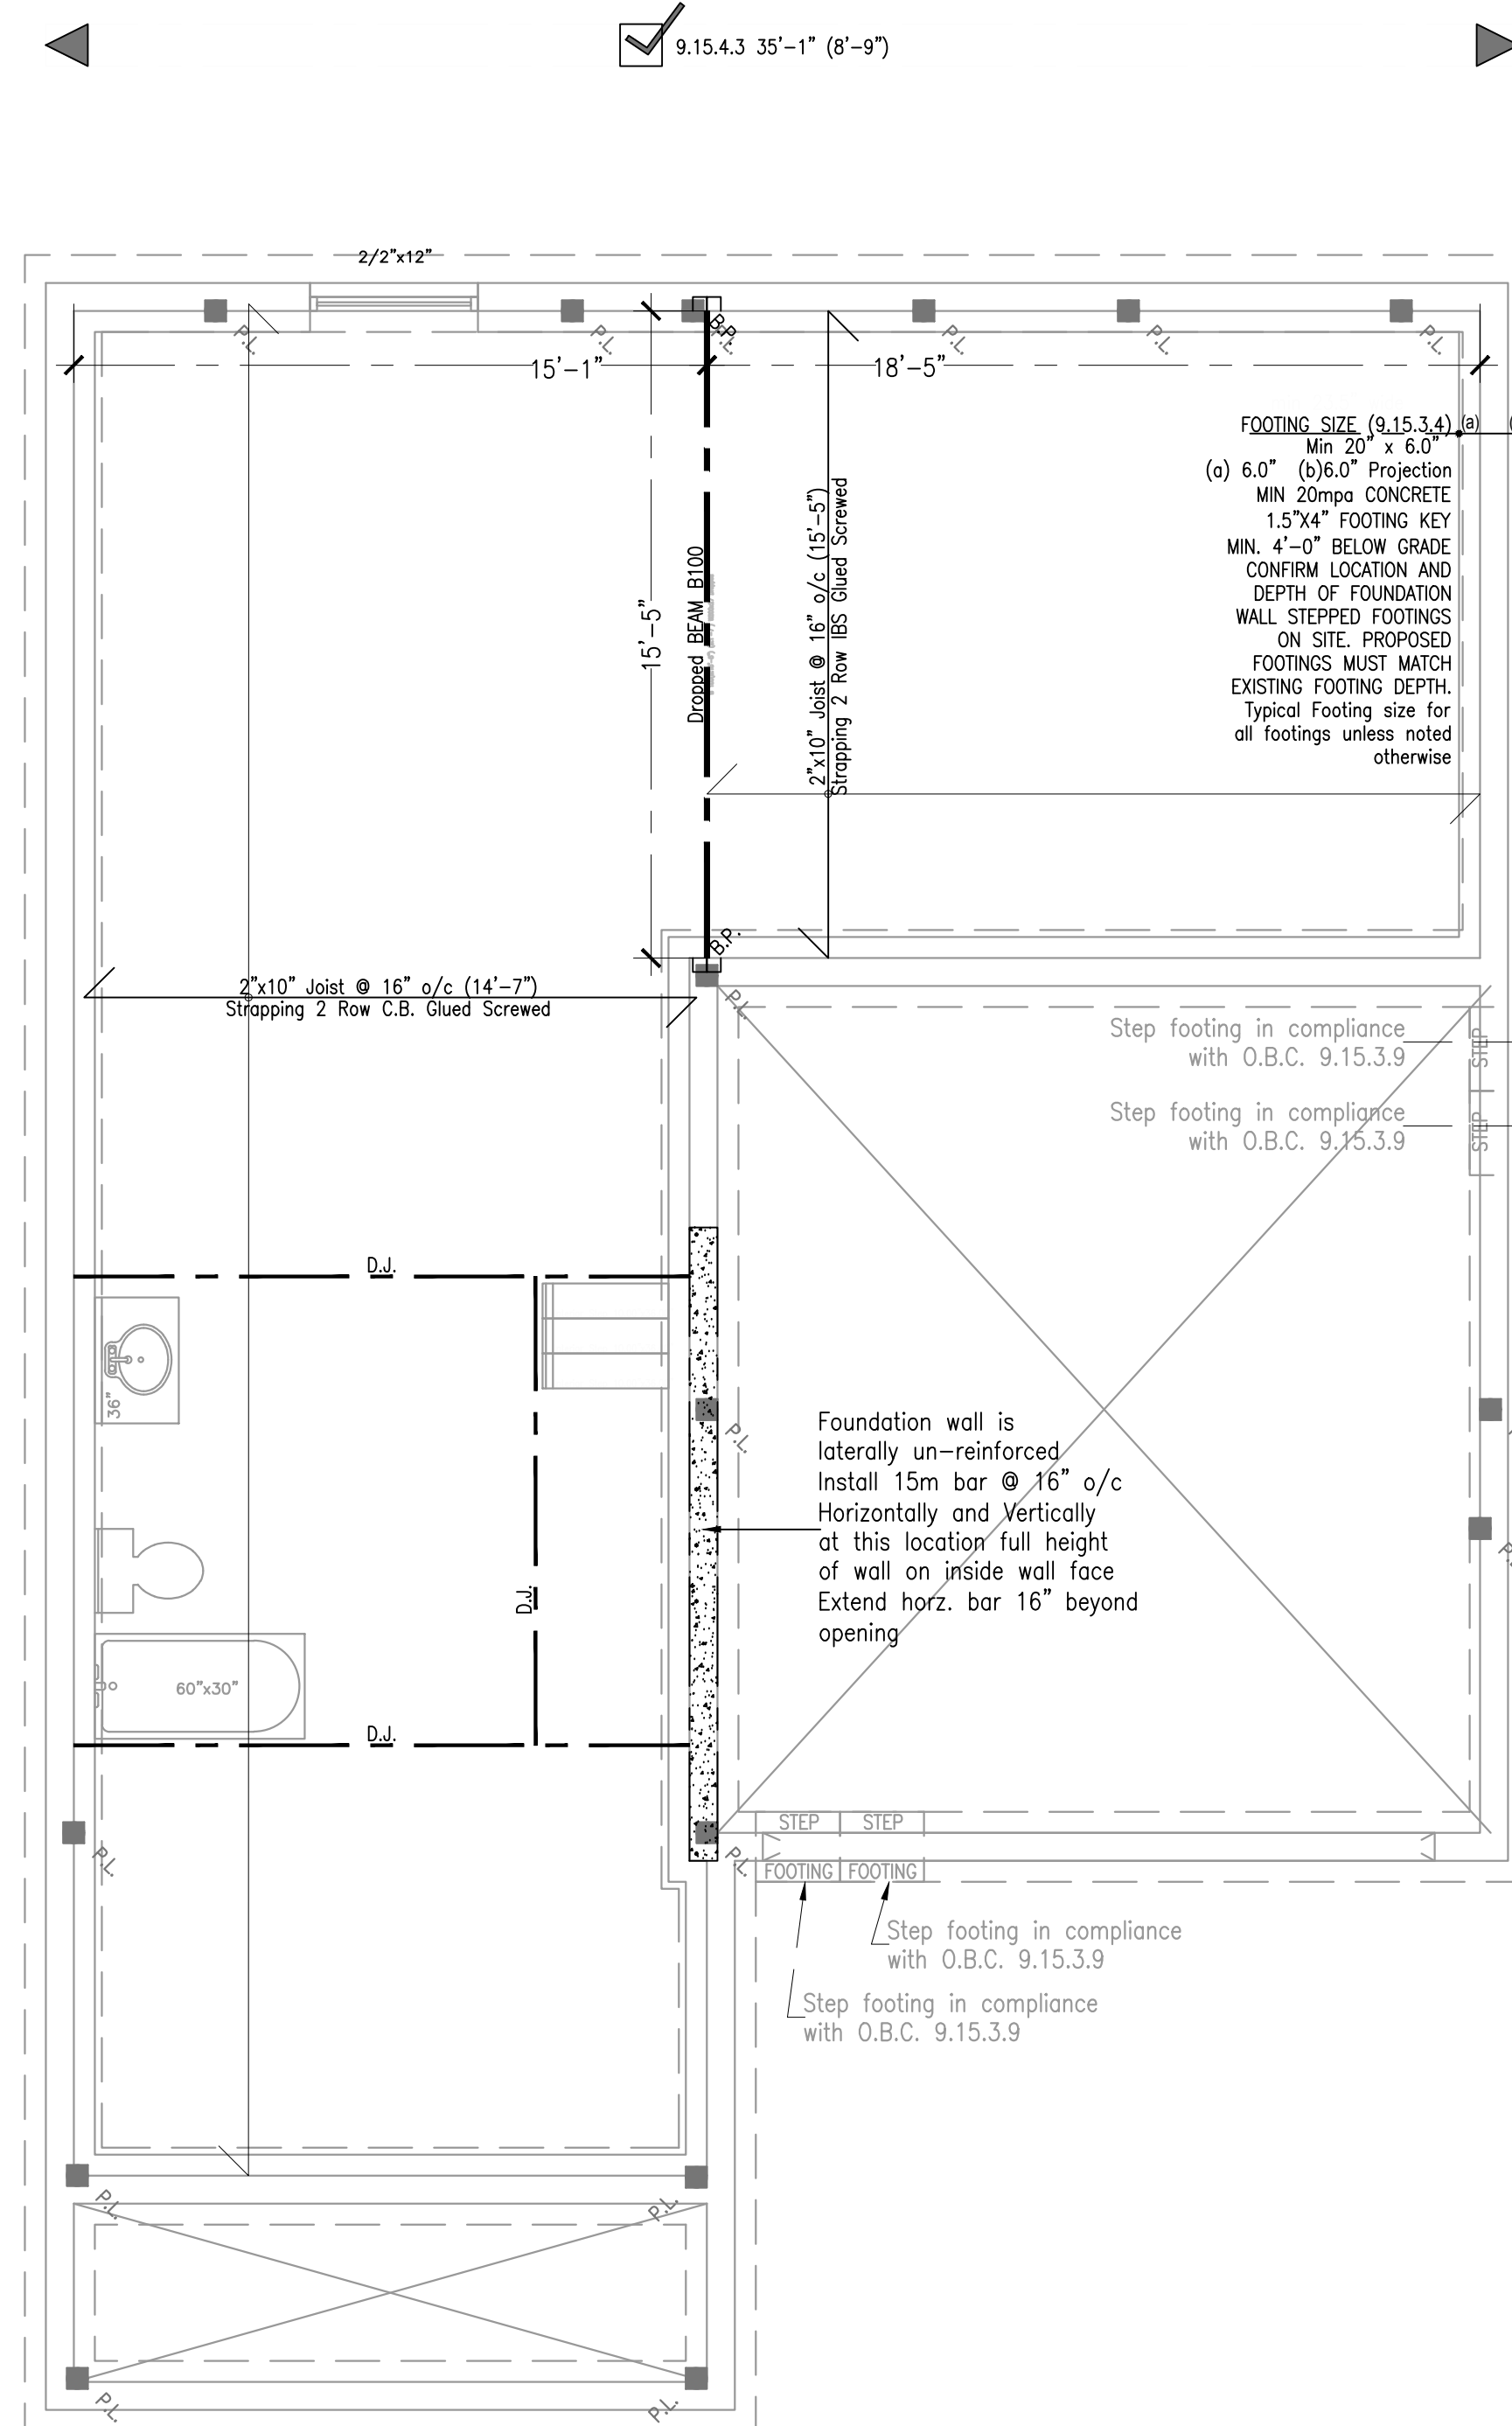 9.15.4.3 35'-1" (8'-9")
2/2"x12"
B.P.
P.L.
P.L.
P.L.
P.L.
P.L.
P.L.
15'-1"
18'-5"
FOOTING SIZE (9.15.3.4) (a)
Min 20" x 6.0"
(a) 6.0" (b)6.0" Projection
MIN 20mpa CONCRETE
1.5"X4" FOOTING KEY
MIN. 4'-0" BELOW GRADE
CONFIRM LOCATION AND
DEPTH OF FOUNDATION
WALL STEPPED FOOTINGS
ON SITE. PROPOSED
FOOTINGS MUST MATCH
EXISTING FOOTING DEPTH.
Typical Footing size for
all footings unless noted
otherwise
15'-5"
Dropped BEAM B100
2"x10" Joist @ 16" o/c (15'-5")
Strapping 2 Row IBS Glued Screwed
B.P.
P.L.
2"x10" Joist @ 16" o/c (14'-7")
Strapping 2 Row C.B. Glued Screwed
Step footing in compliance
with O.B.C. 9.15.3.9
STEP
Step footing in compliance
with O.B.C. 9.15.3.9
STEP
D.J.
36"
P.L.
Foundation wall is
laterally un-reinforced
Install 15m bar @ 16" o/c
Horizontally and Vertically
at this location full height
of wall on inside wall face
Extend horz. bar 16" beyond
opening
D.J.
60"x30"
D.J.
P.L.
P.L.
STEP
STEP
FOOTING
FOOTING
Step footing in compliance
with O.B.C. 9.15.3.9
Step footing in compliance
with O.B.C. 9.15.3.9
P.L.
P.L.
P.L.
P.L.